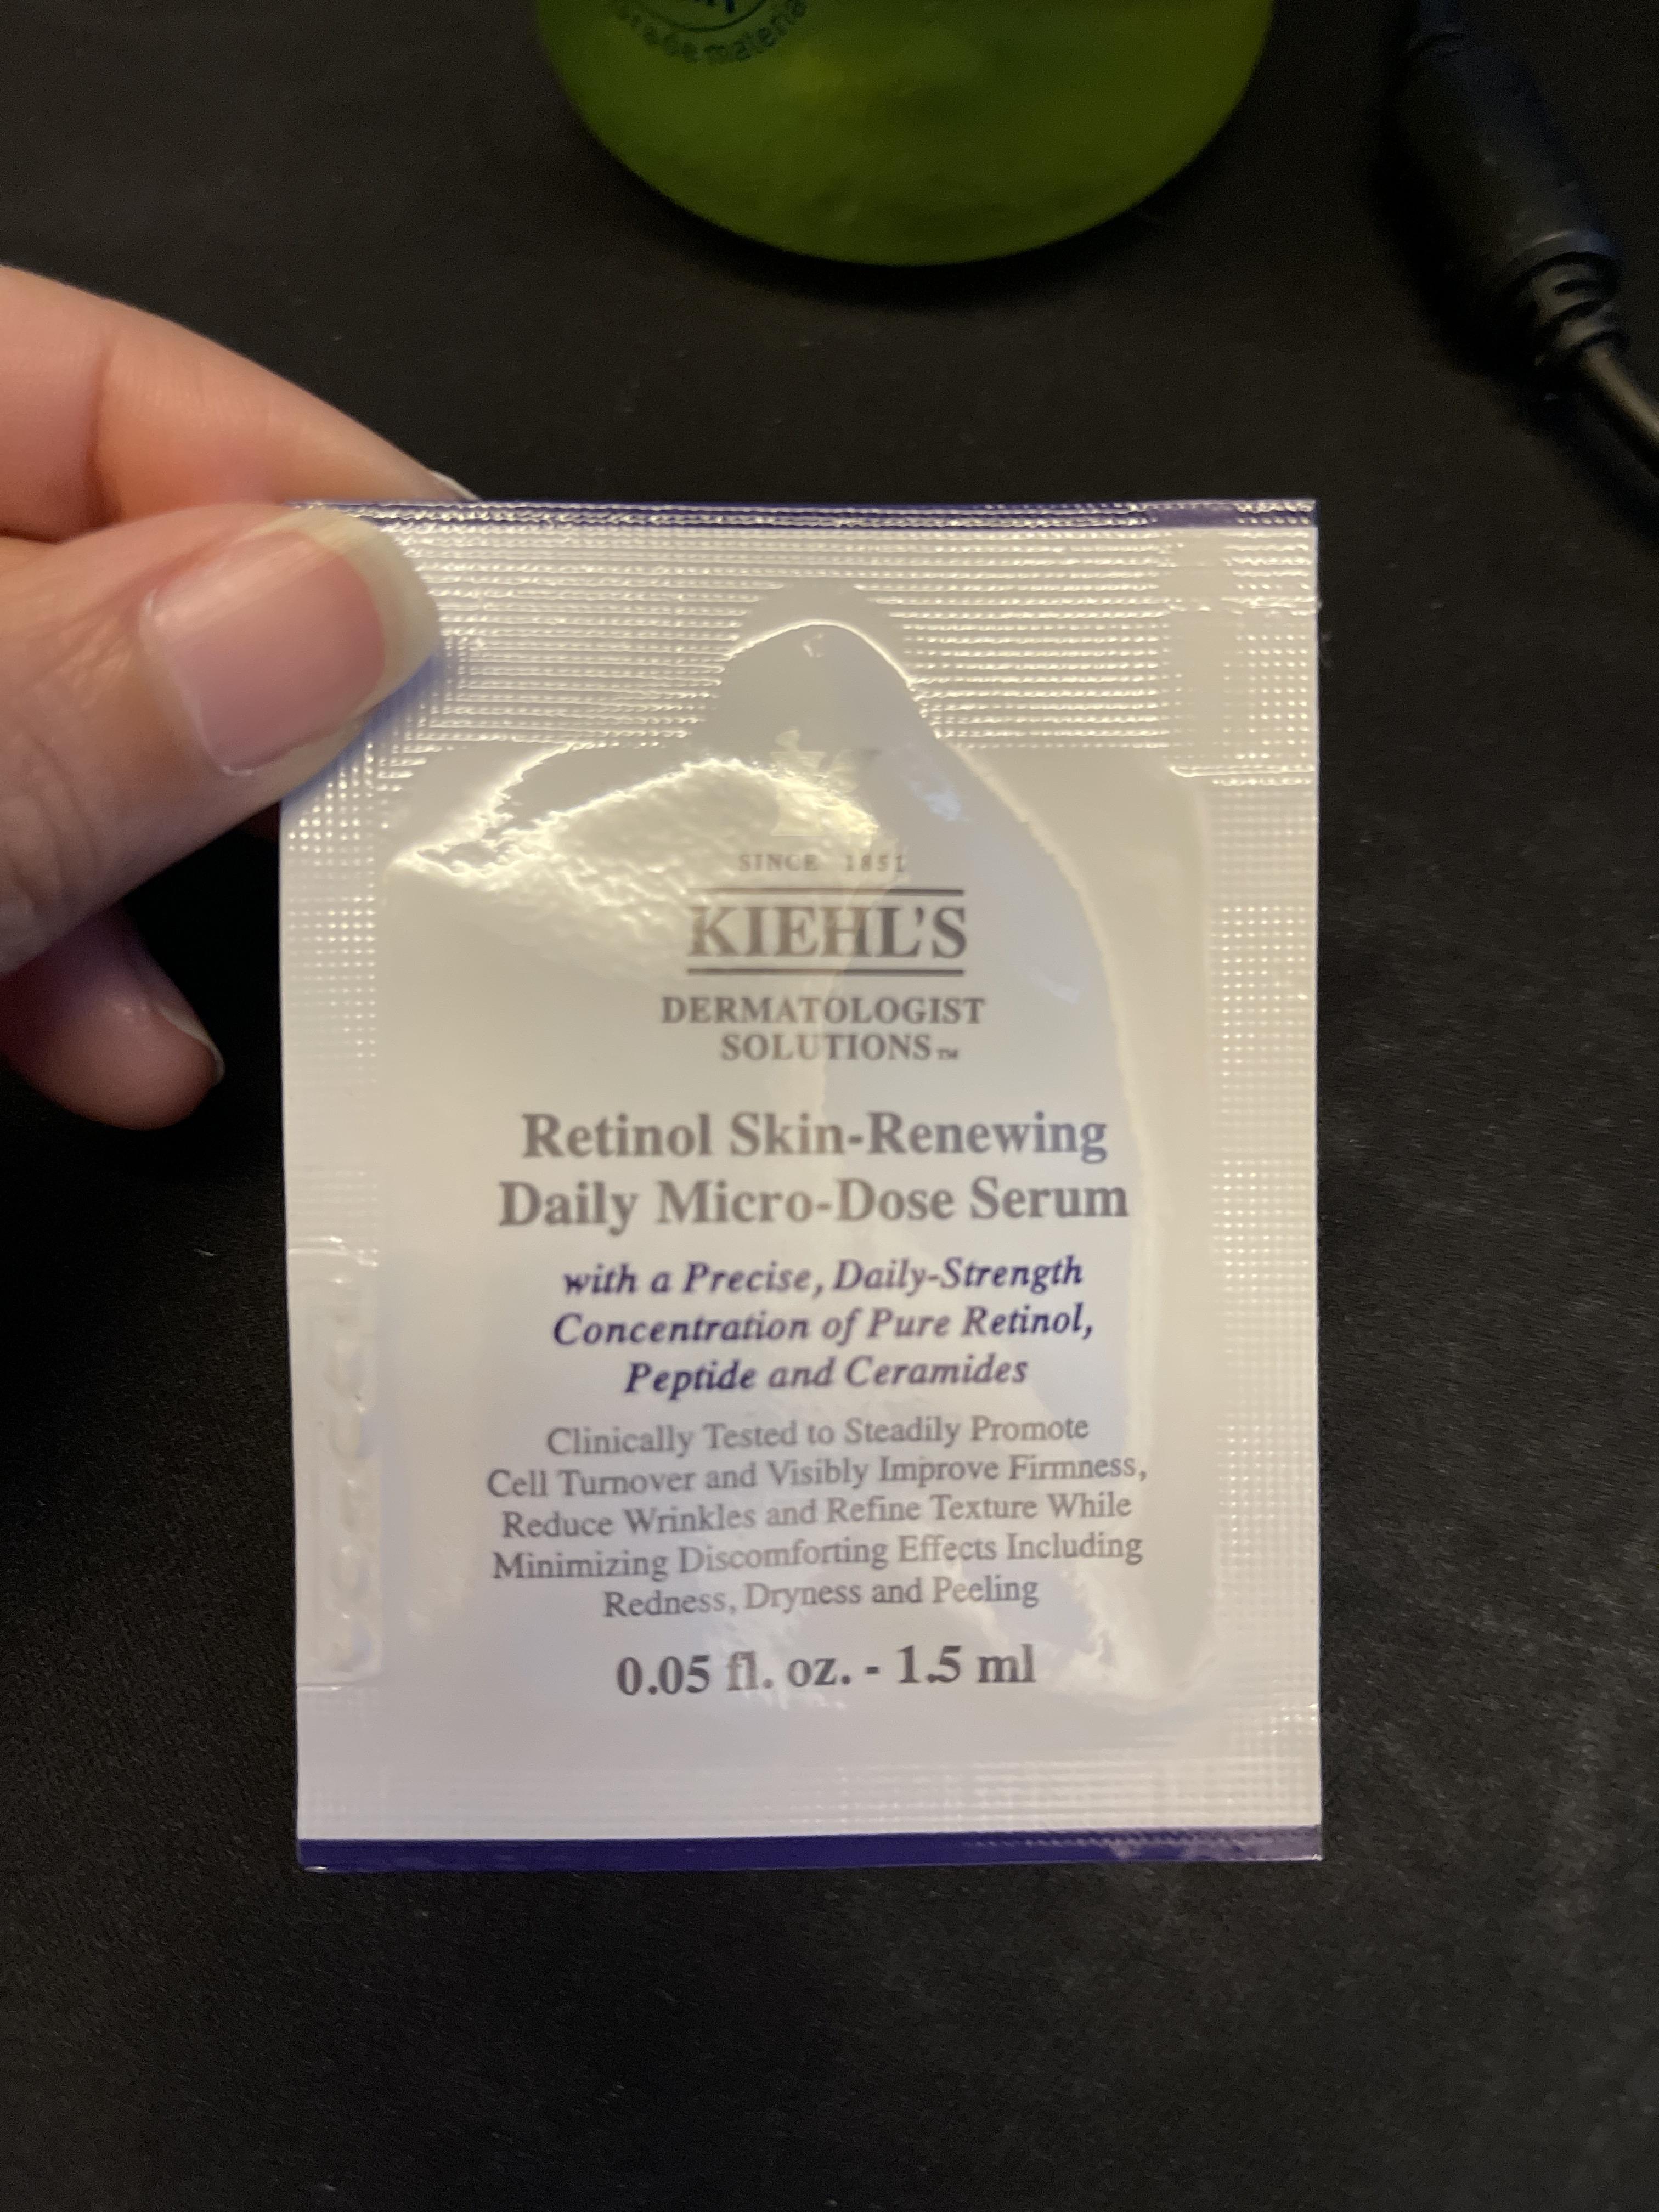 material
SINCE 1851
KIEHL'S
DERMATOLOGIST
SOLUTIONS™
Retinol Skin-Renewing
Daily Micro-Dose Serum
with a Precise, Daily-Strength
Concentration of Pure Retinol,
Peptide and Ceramides
Clinically Tested to Steadily Promote
Cell Turnover and Visibly Improve Firmness,
Reduce Wrinkles and Refine Texture While
Minimizing Discomforting Effects Including
Redness, Dryness and Peeling
0.05 fl. oz. - 1.5 ml